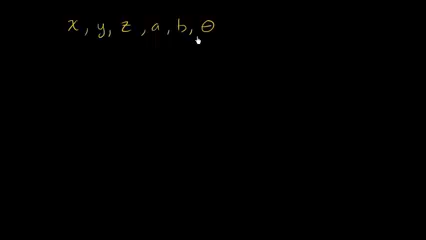 x, y, z, a, b, θ